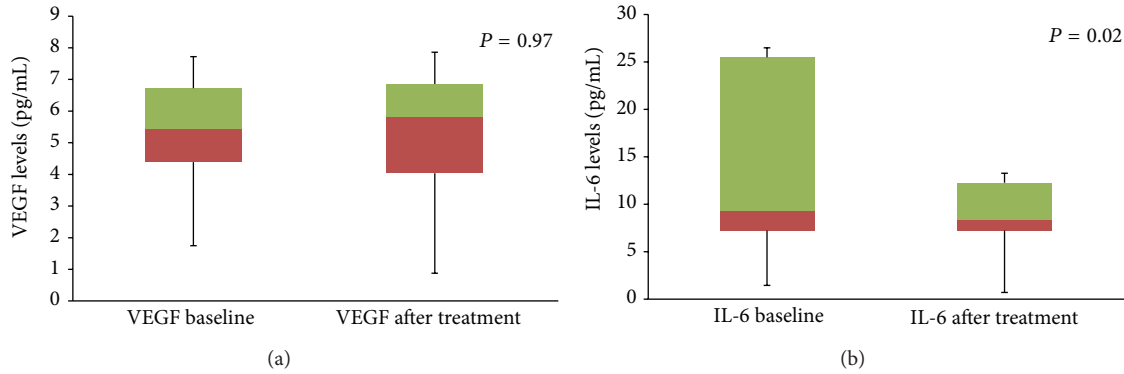 9
8
7
6
5
4
3
2
1
0
VEGF levels (pg/mL)
P = 0.97
VEGF baseline
VEGF after treatment
(a)
30
25
20
15
10
5
0
IL-6 levels (pg/mL)
P = 0.02
IL-6 baseline
IL-6 after treatment
(b)